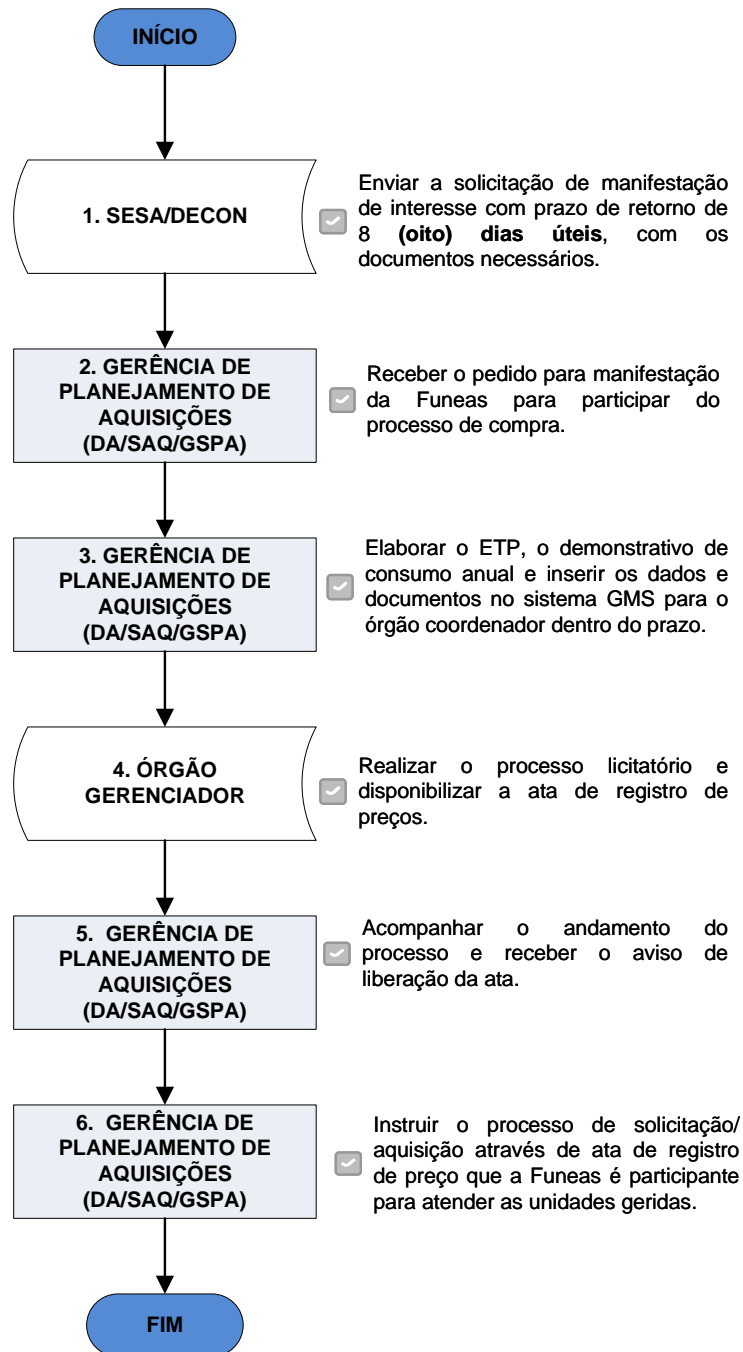 INÍCIO
1. SESA/DECON
Enviar a solicitação de manifestação
de interesse com prazo de retorno de
8 (oito) dias úteis, com os
documentos necessários.
2. GERÊNCIA DE
PLANEJAMENTO DE
AQUISIÇÕES
(DA/SAQ/GSPA)
Receber o pedido para manifestação
da Funeas para participar do
processo de compra.
3. GERÊNCIA DE
PLANEJAMENTO DE
AQUISIÇÕES
(DA/SAQ/GSPA)
Elaborar o ETP, o demonstrativo de
consumo anual e inserir os dados e
documentos no sistema GMS para o
órgão coordenador dentro do prazo.
4. ÓRGÃO
GERENCIADOR
Realizar o processo licitatório e
disponibilizar a ata de registro de
preços.
5. GERÊNCIA DE
PLANEJAMENTO DE
AQUISIÇÕES
(DA/SAQ/GSPA)
Acompanhar o andamento do
processo e receber o aviso de
liberação da ata.
6. GERÊNCIA DE
PLANEJAMENTO DE
AQUISIÇÕES
(DA/SAQ/GSPA)
Instruir o processo de solicitação/
aquisição através de ata de registro
de preço que a Funeas é participante
para atender as unidades geridas.
FIM